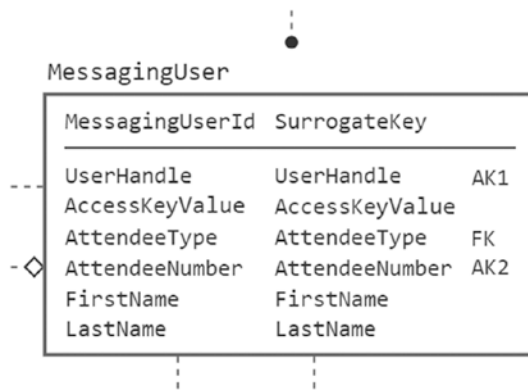 MessagingUser
MessagingUserId SurrogateKey
UserHandle UserHandle AK1
AccessKeyValue AccessKeyValue
AttendeeType AttendeeType FK
AttendeeNumber AttendeeNumber AK2
FirstName FirstName
LastName LastName